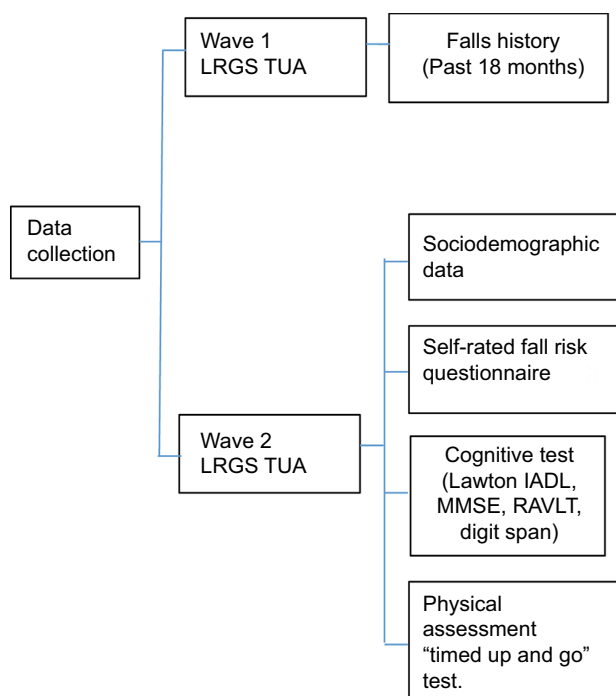 Wave 1
LRGS TUA
Falls history
(Past 18 months)
Data
collection
Sociodemographic
data
Self-rated fall risk
questionnaire
Wave 2
LRGS TUA
Cognitive test
(Lawton IADL,
MMSE, RAVLT,
digit span)
Physical
assessment
“timed up and go”
test.